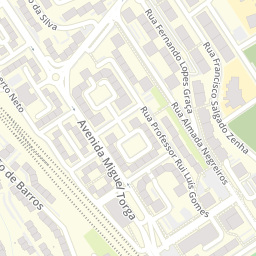 o da Silva
Rua Fernando Lopes Graça
Rua Francisco Salgado Zenha
Rua Almada Negreiros
Rua Professor Rui Luís Gomes
Avenida Miguel Torga
erto Neto
o de Barros